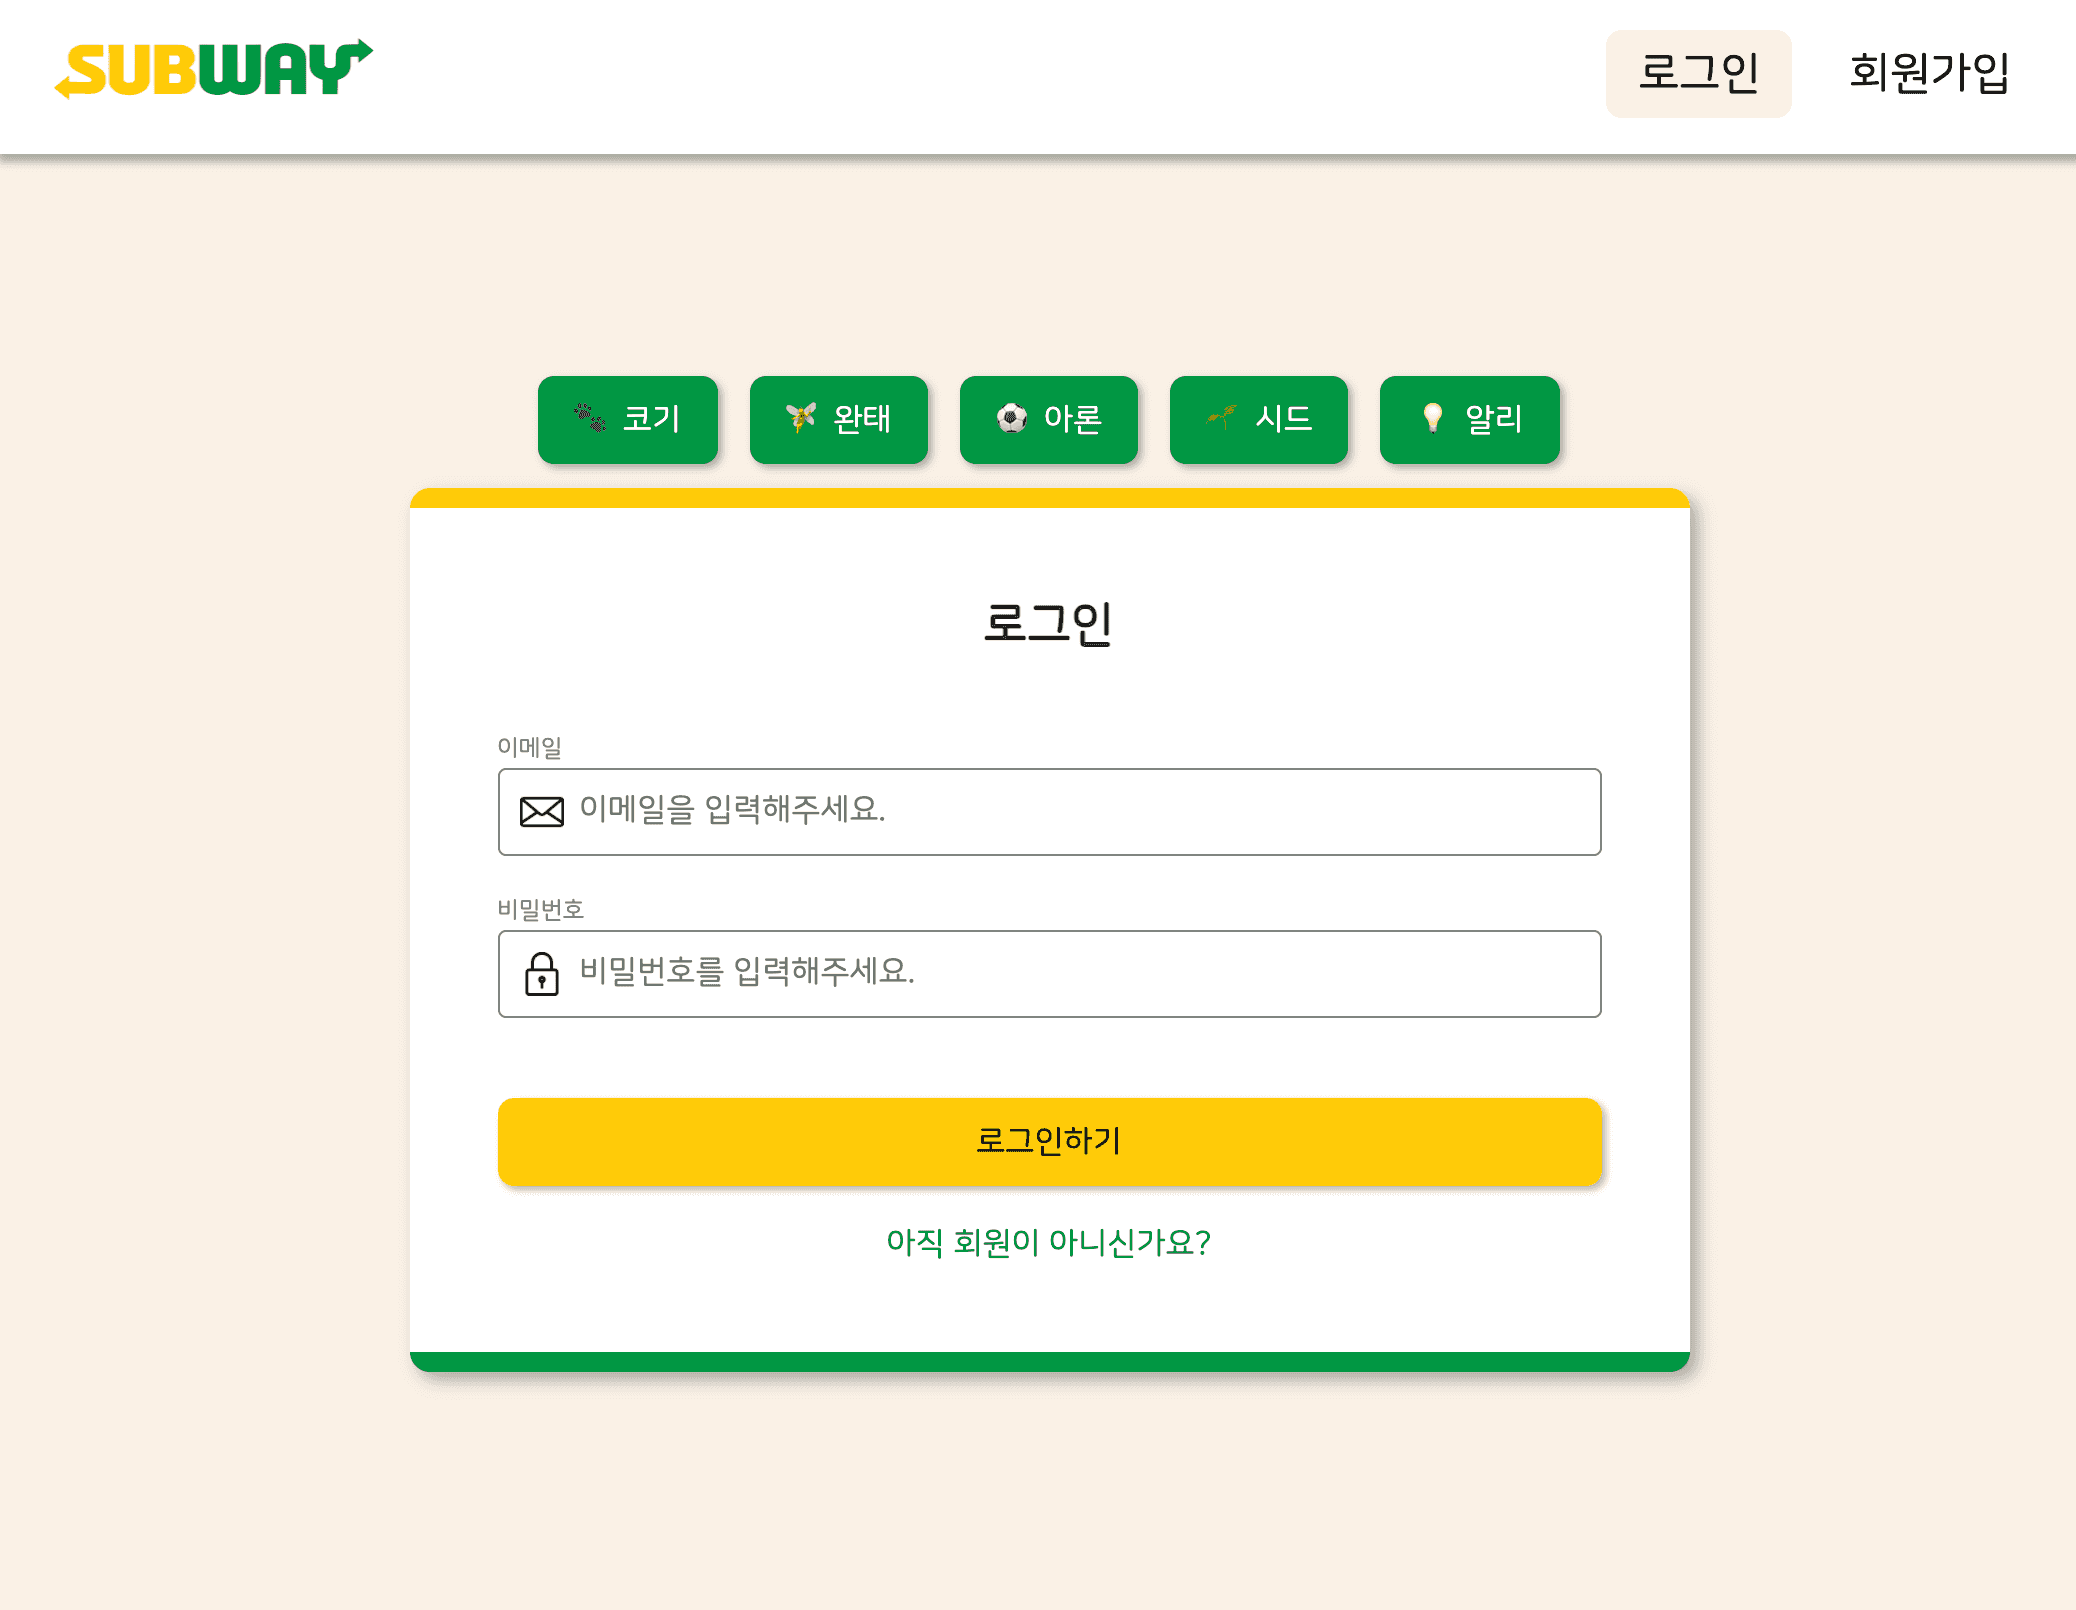 SUBWAY
로그인 회원가입
코기 완태 아론 시드 알리
로그인
이메일
이메일을 입력해주세요.
비밀번호
비밀번호를 입력해주세요.
로그인하기
아직 회원이 아니신가요?